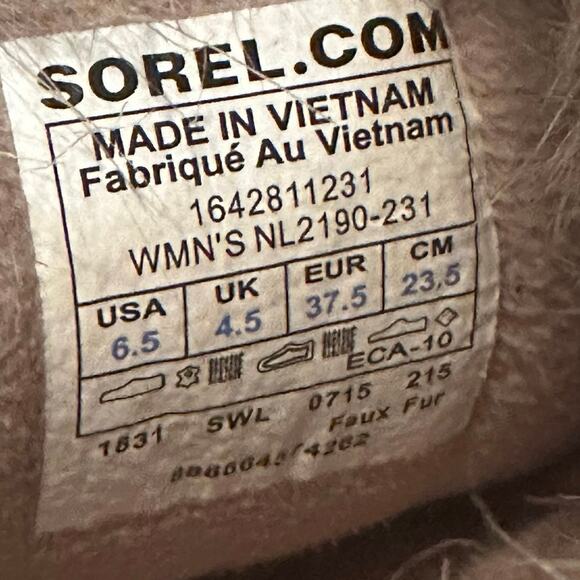 SOREL.COM
MADE IN VIETNAM
Fabriqué Au Vietnam
1642811231
WMN'S NL2190-231
USA UK EUR CM
6.5 4.5 37.5 23.5
ECA-10
1531 SWL 0715 215
Faux Fur